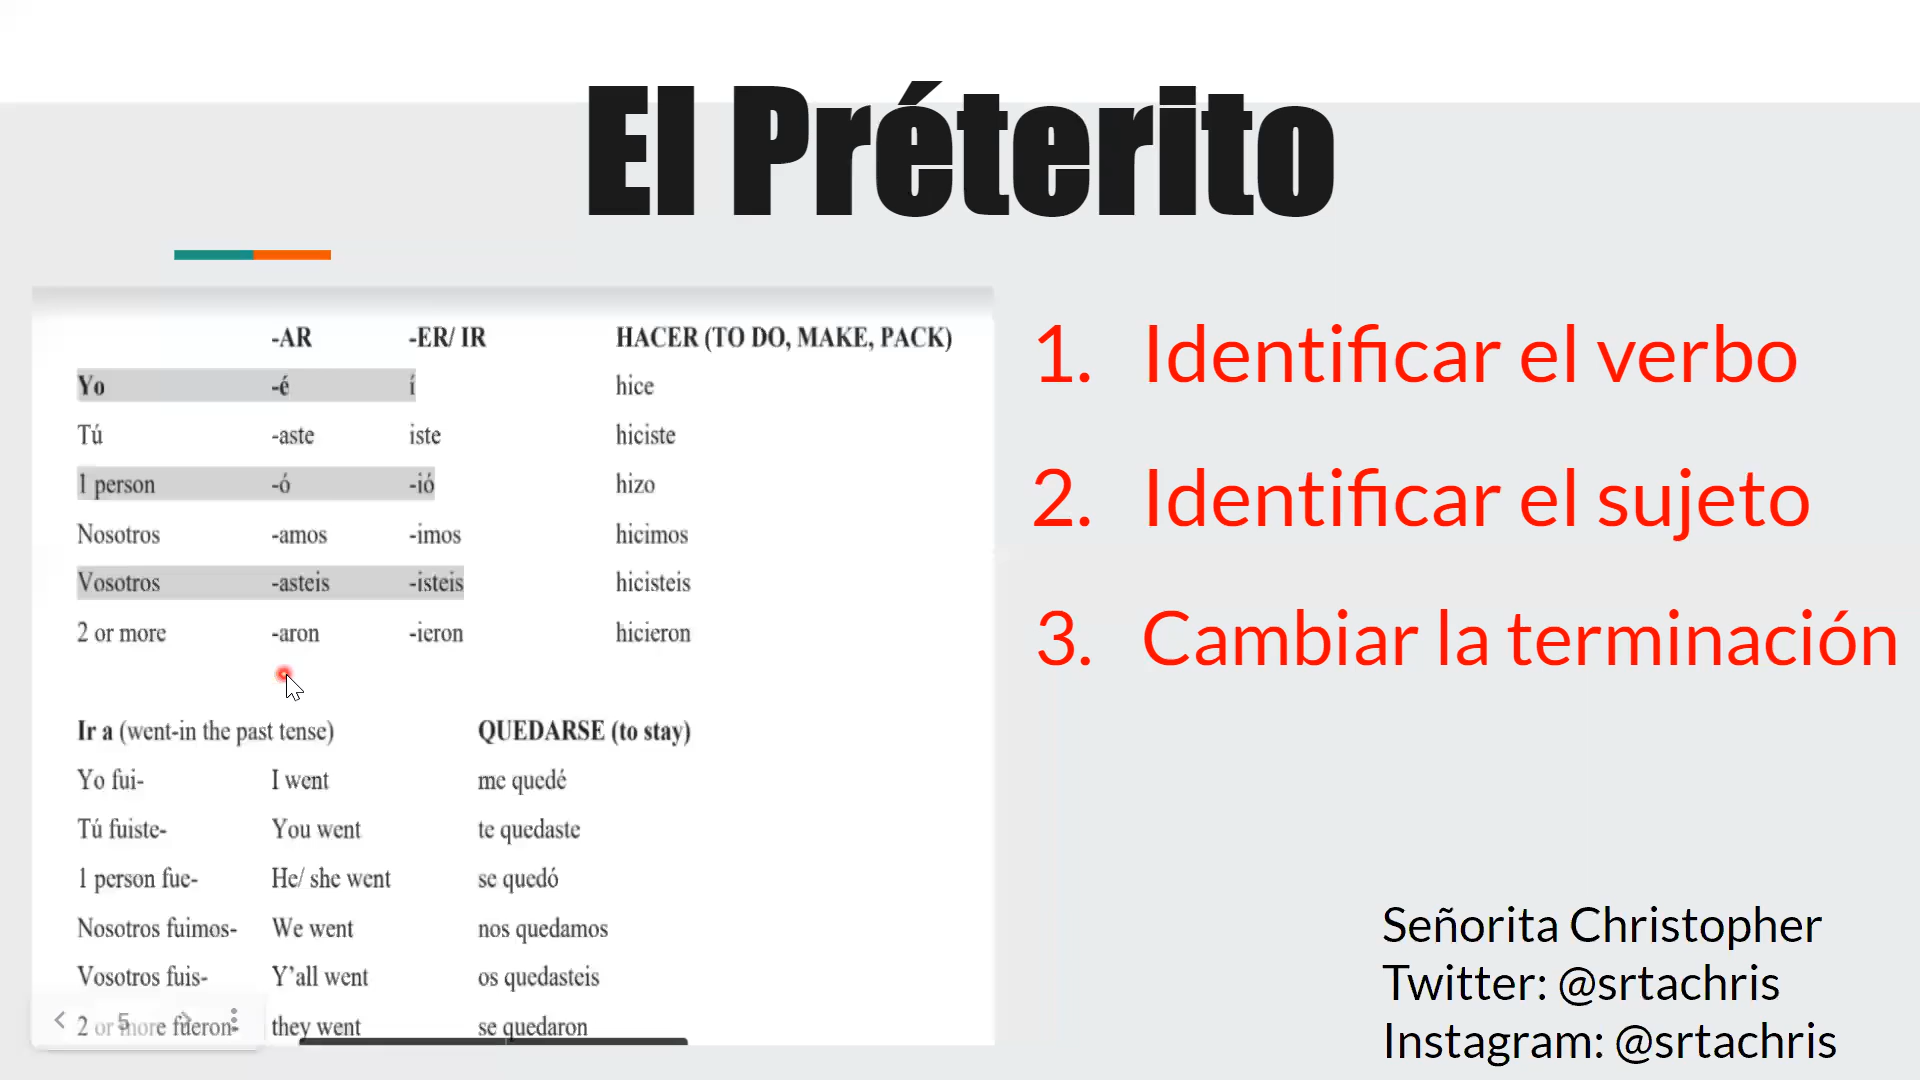 El Préterito
-AR -ER/ IR HACER (TO DO, MAKE, PACK)
Yo -é í hice
Tú -aste iste hiciste
1 person -ó -ió hizo
Nosotros -amos -imos hicimos
Vosotros -asteis -isteis hicisteis
2 or more -aron -ieron hicieron
Ir a (went-in the past tense) QUEDARSE (to stay)
Yo fui- I went me quedé
Tú fuiste- You went te quedaste
1 person fue- He/ she went se quedó
Nosotros fuimos- We went nos quedamos
Vosotros fuis- Y'all went os quedasteis
2 or more fueron- they went se quedaron
5
1. Identificar el verbo
2. Identificar el sujeto
3. Cambiar la terminación
Señorita Christopher
Twitter: @srtachris
Instagram: @srtachris